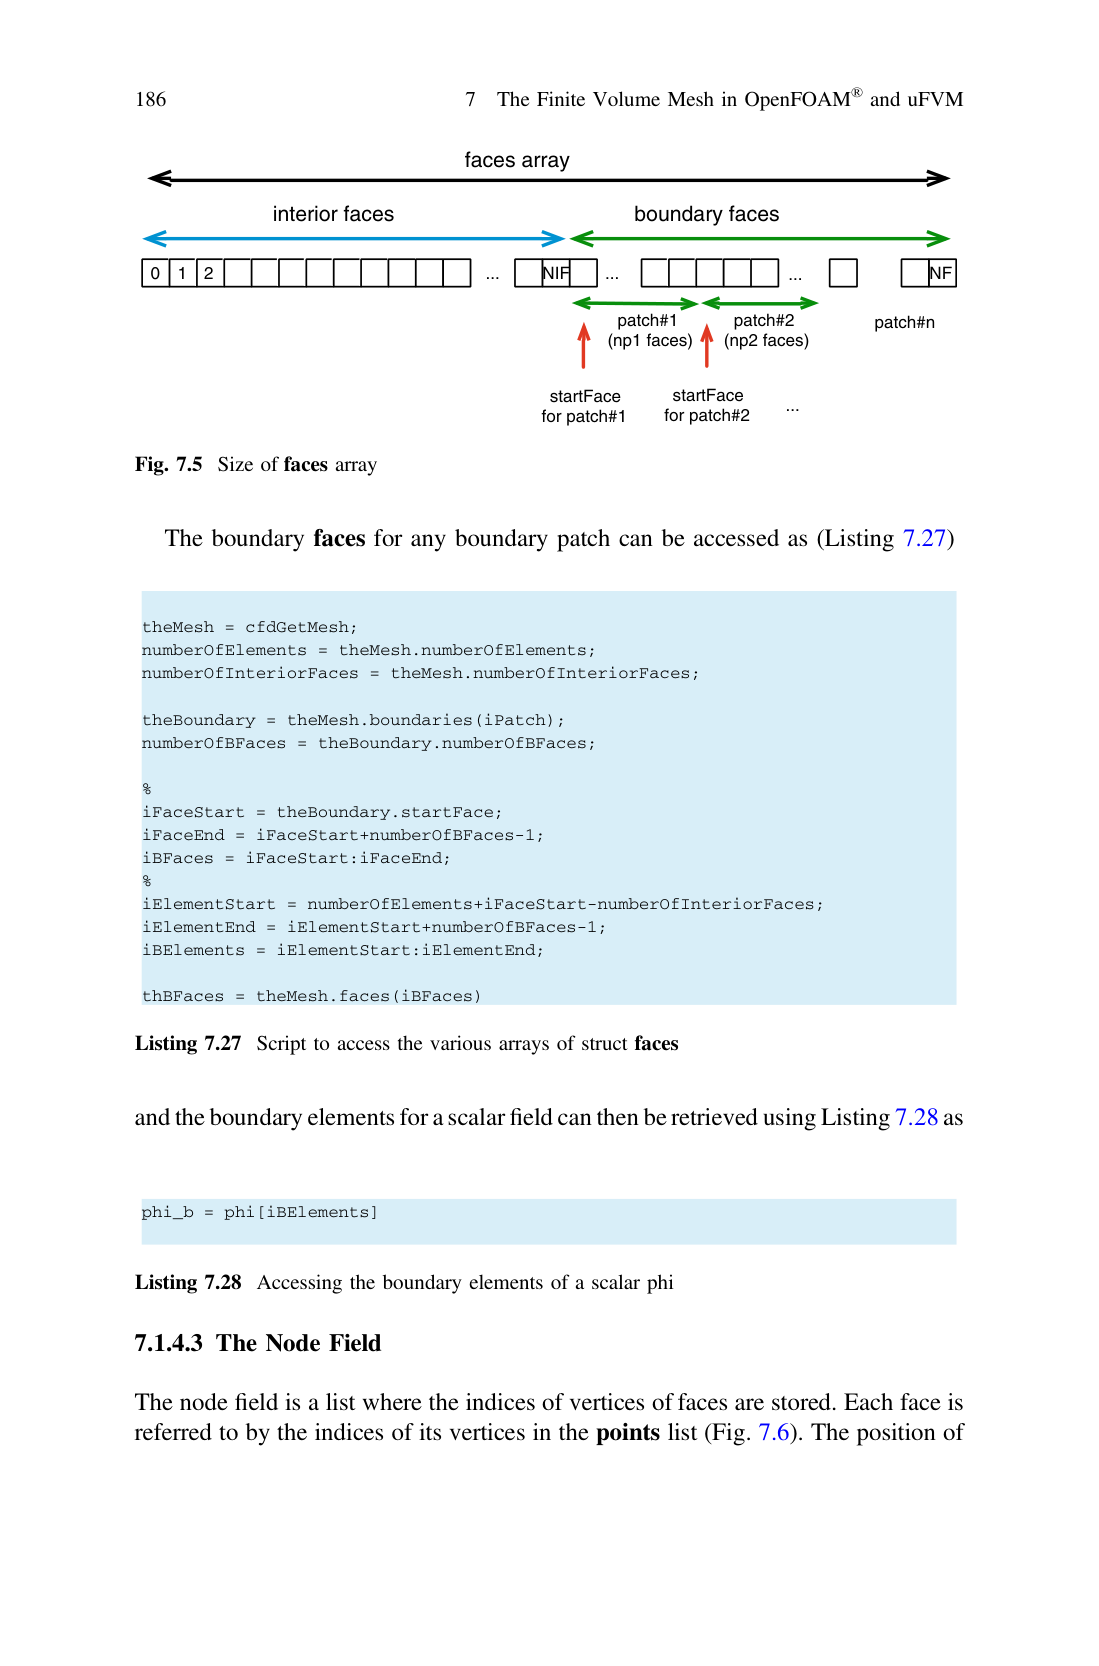 186
7 The Finite Volume Mesh in OpenFOAM® and uFVM
faces array
interior faces
boundary faces
0 1 2 ... NIF ... ... NF
patch#1
(np1 faces)
patch#2
(np2 faces)
patch#n
startFace
for patch#1
startFace
for patch#2
...
Fig. 7.5 Size of faces array
The boundary faces for any boundary patch can be accessed as (Listing 7.27)
theMesh = cfdGetMesh;
numberOfElements = theMesh.numberOfElements;
numberOfInteriorFaces = theMesh.numberOfInteriorFaces;
theBoundary = theMesh.boundaries(iPatch);
numberOfBFaces = theBoundary.numberOfBFaces;
%
iFaceStart = theBoundary.startFace;
iFaceEnd = iFaceStart+numberOfBFaces-1;
iBFaces = iFaceStart:iFaceEnd;
%
iElementStart = numberOfElements+iFaceStart-numberOfInteriorFaces;
iElementEnd = iElementStart+numberOfBFaces-1;
iBElements = iElementStart:iElementEnd;
thBFaces = theMesh.faces(iBFaces)
Listing 7.27 Script to access the various arrays of struct faces
and the boundary elements for a scalar field can then be retrieved using Listing 7.28 as
phi_b = phi[iBElements]
Listing 7.28 Accessing the boundary elements of a scalar phi
7.1.4.3 The Node Field
The node field is a list where the indices of vertices of faces are stored. Each face is
referred to by the indices of its vertices in the points list (Fig. 7.6). The position of